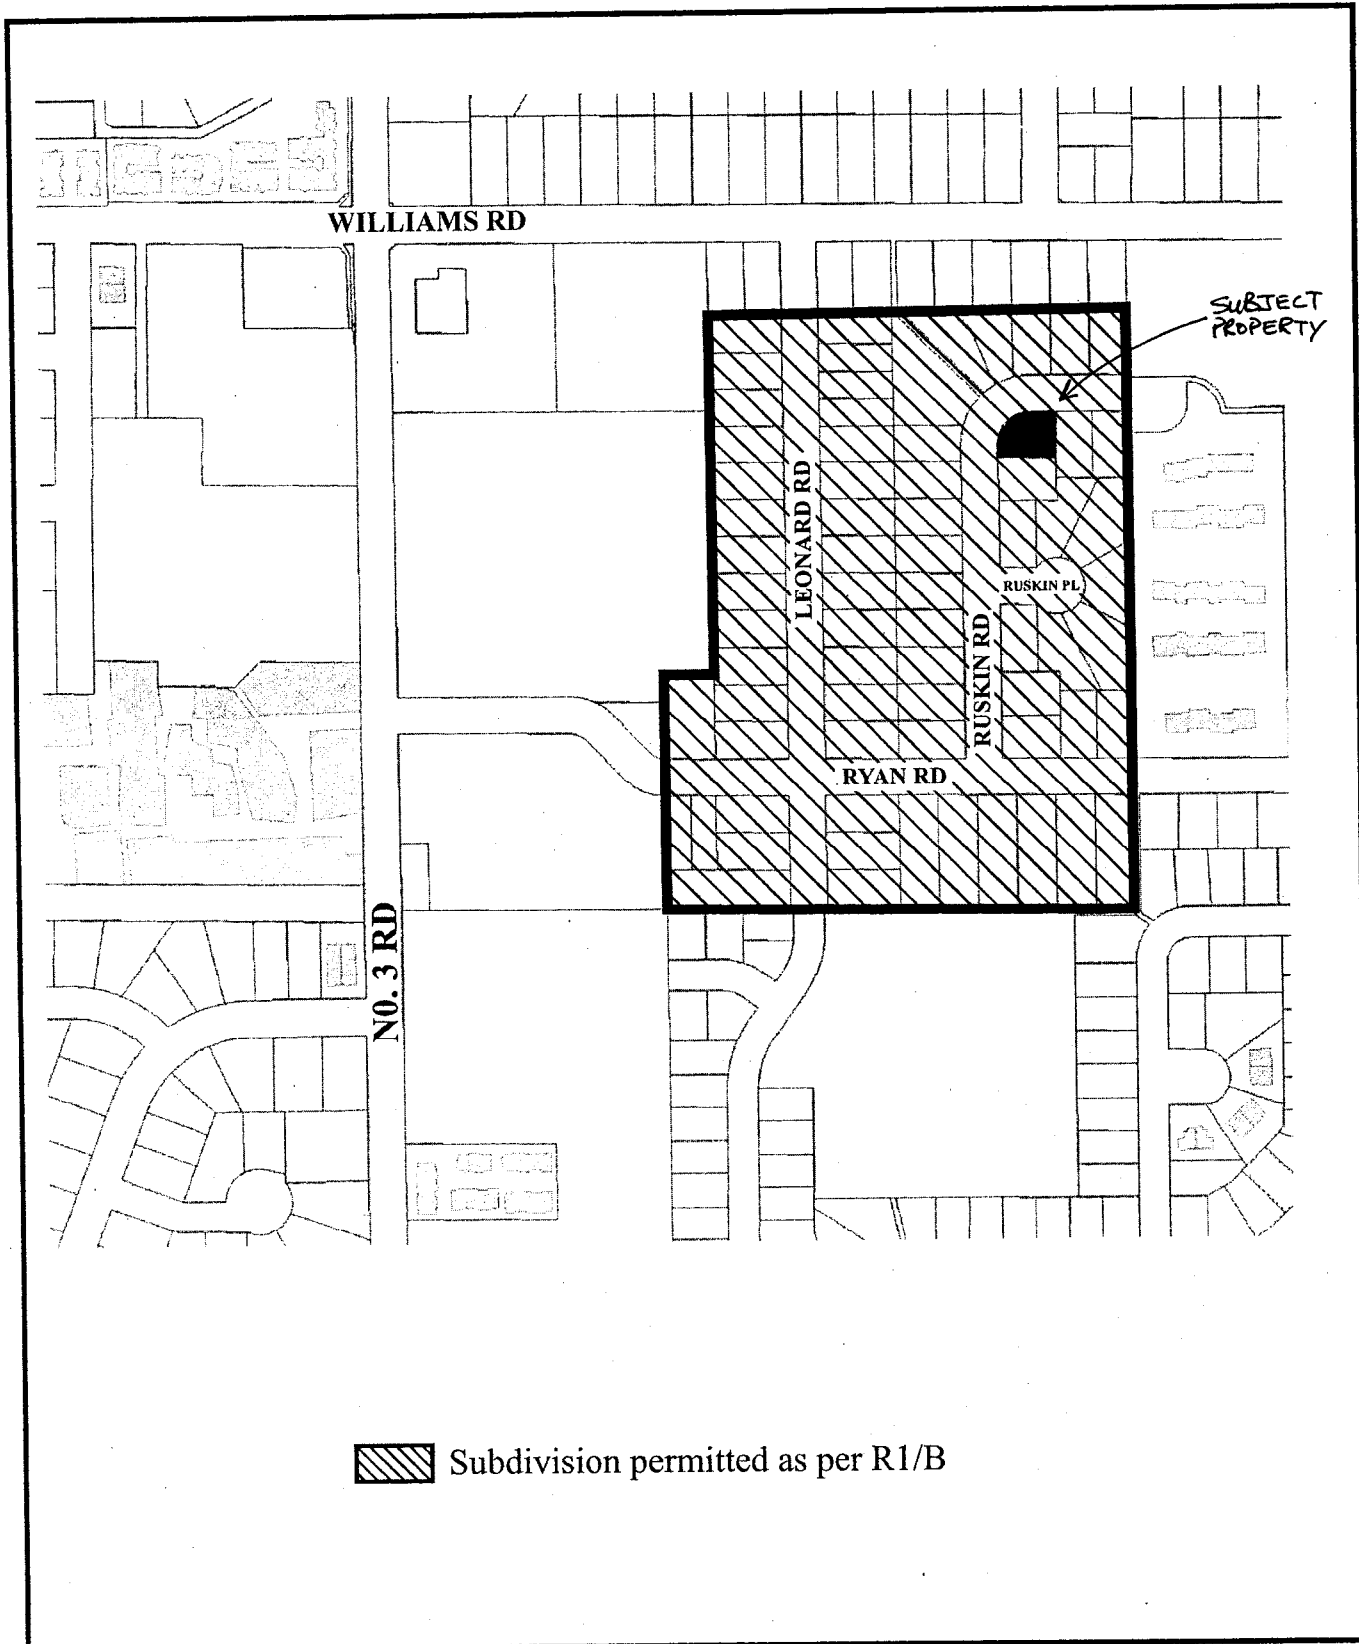 WILLIAMS RD
SUBJECT
PROPERTY
LEONARD RD
RUSKIN PL
RUSKIN RD
RYAN RD
N0. 3 RD
Subdivision permitted as per R1/B